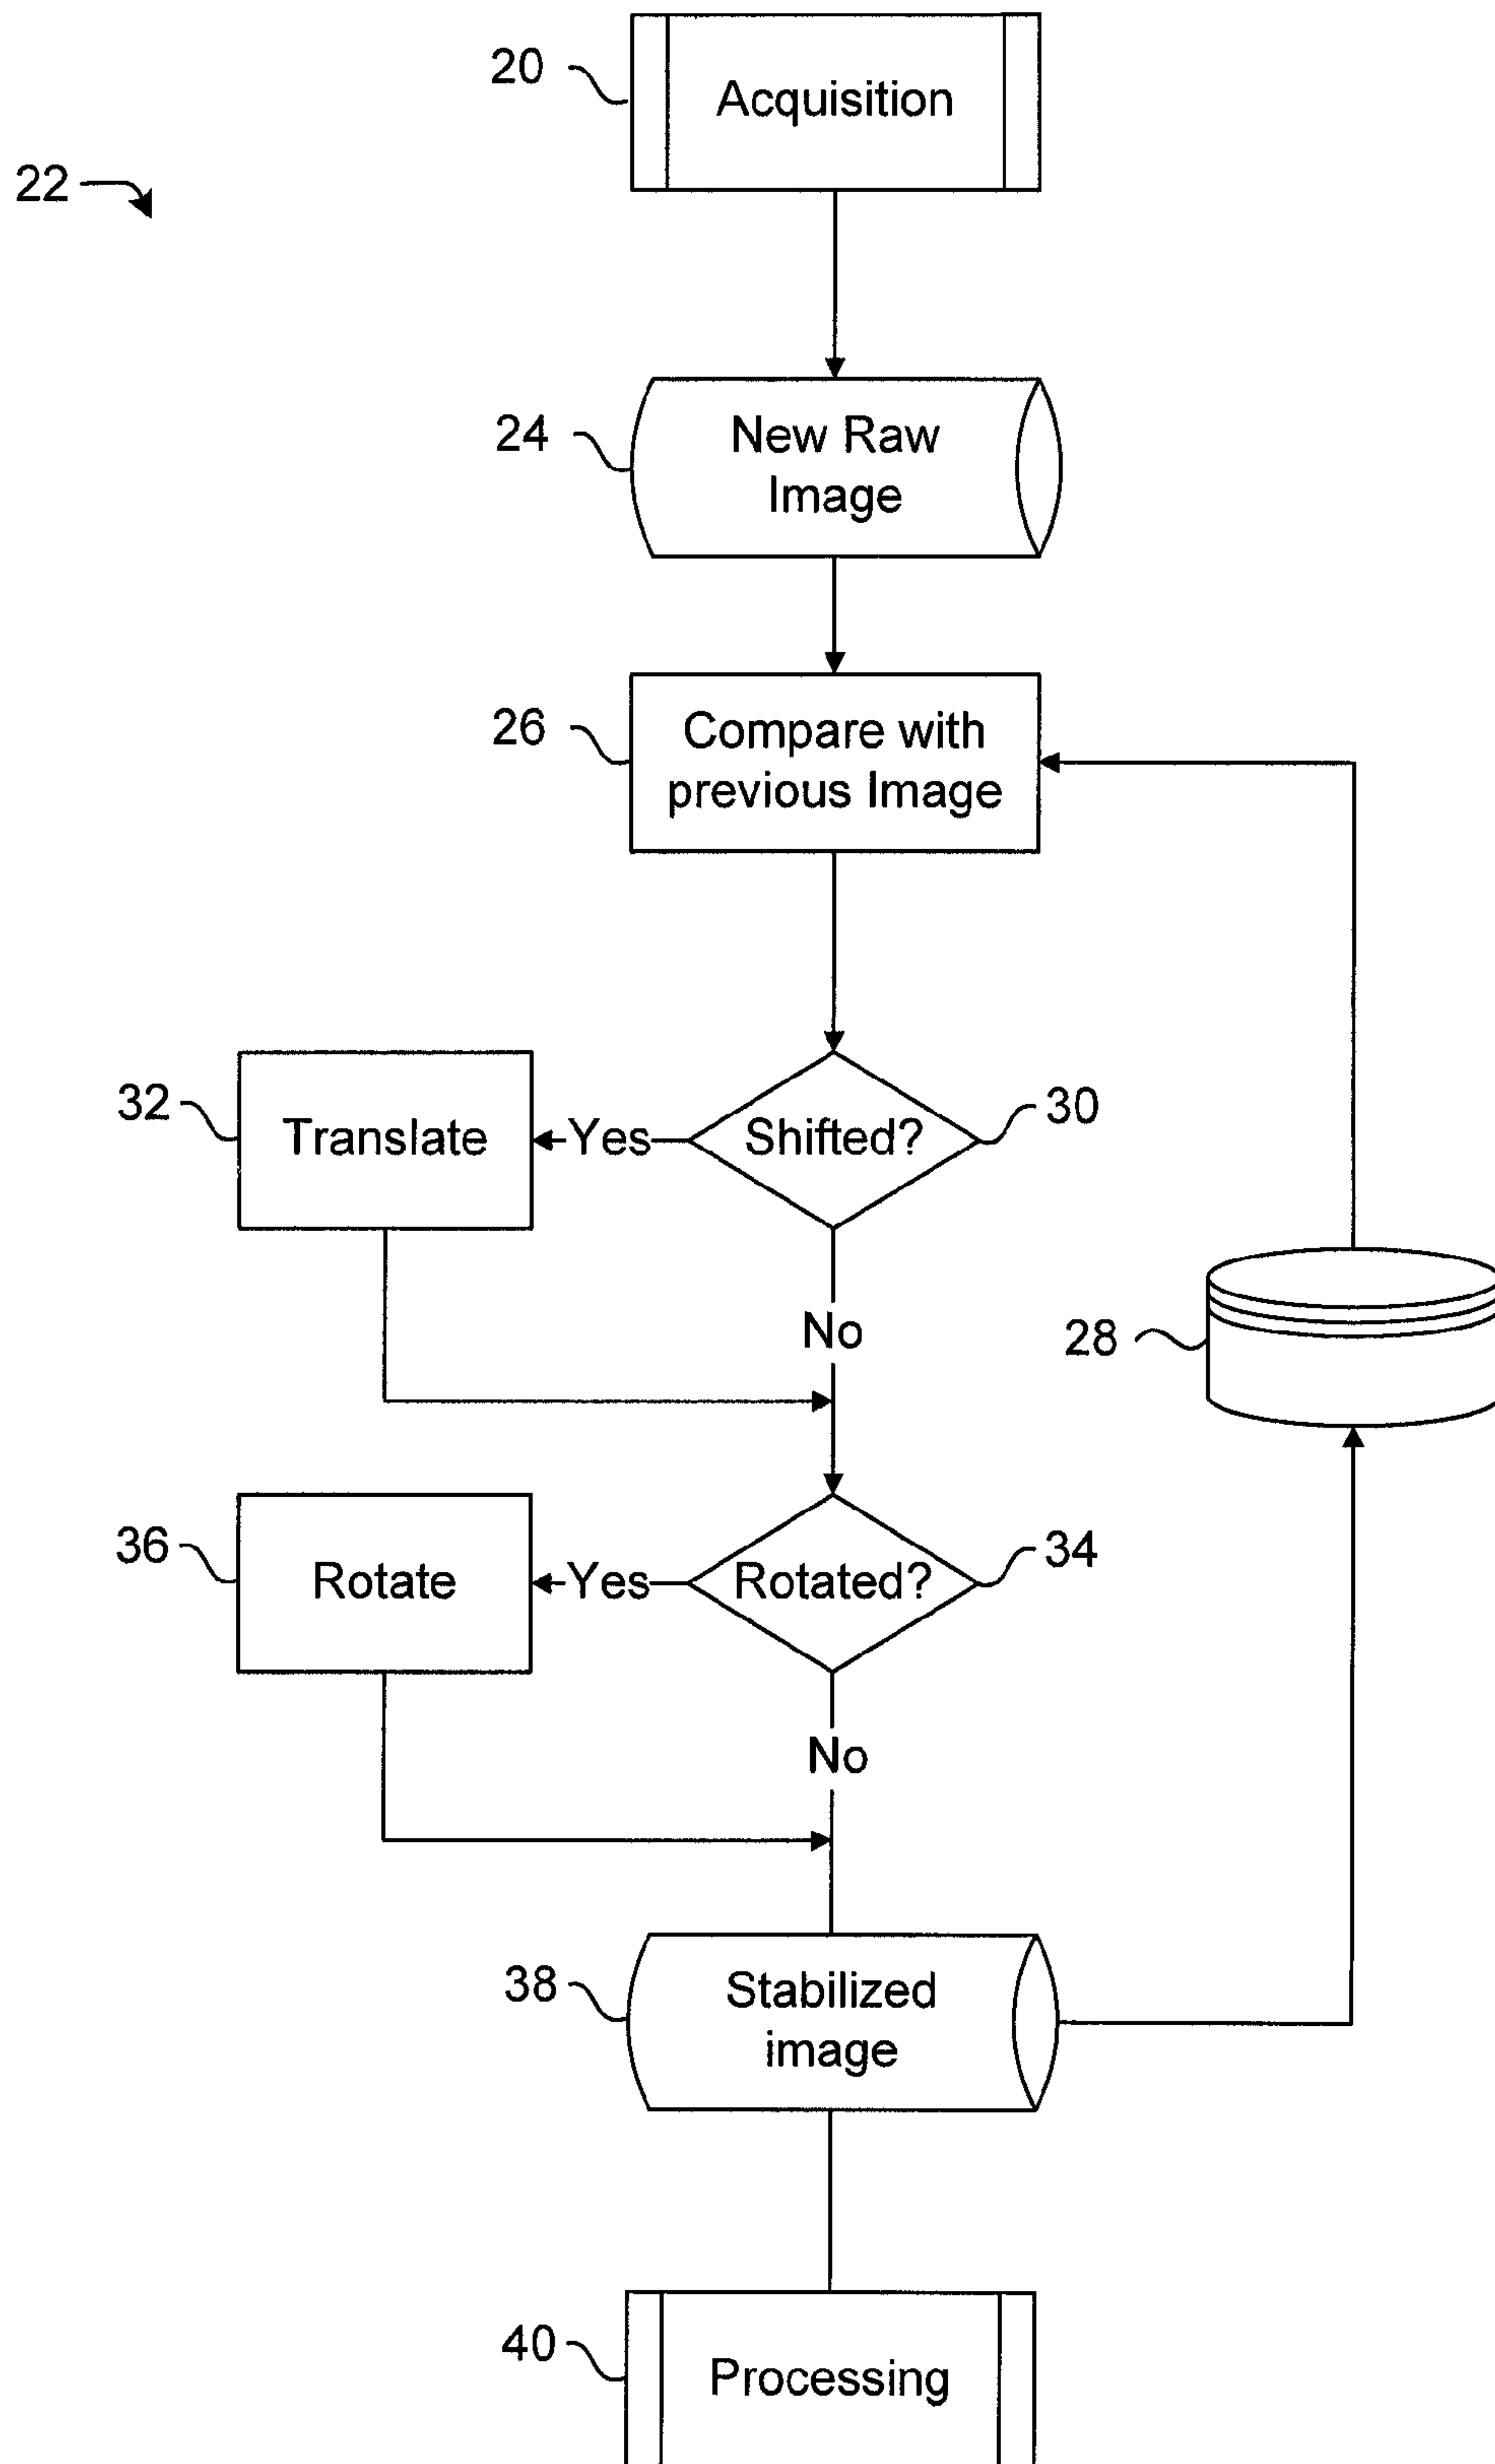 20
Acquisition
22
24
New Raw
Image
26
Compare with
previous Image
32
Translate
Yes
Shifted?
30
No
28
36
Rotate
Yes
Rotated?
34
No
38
Stabilized
image
40
Processing